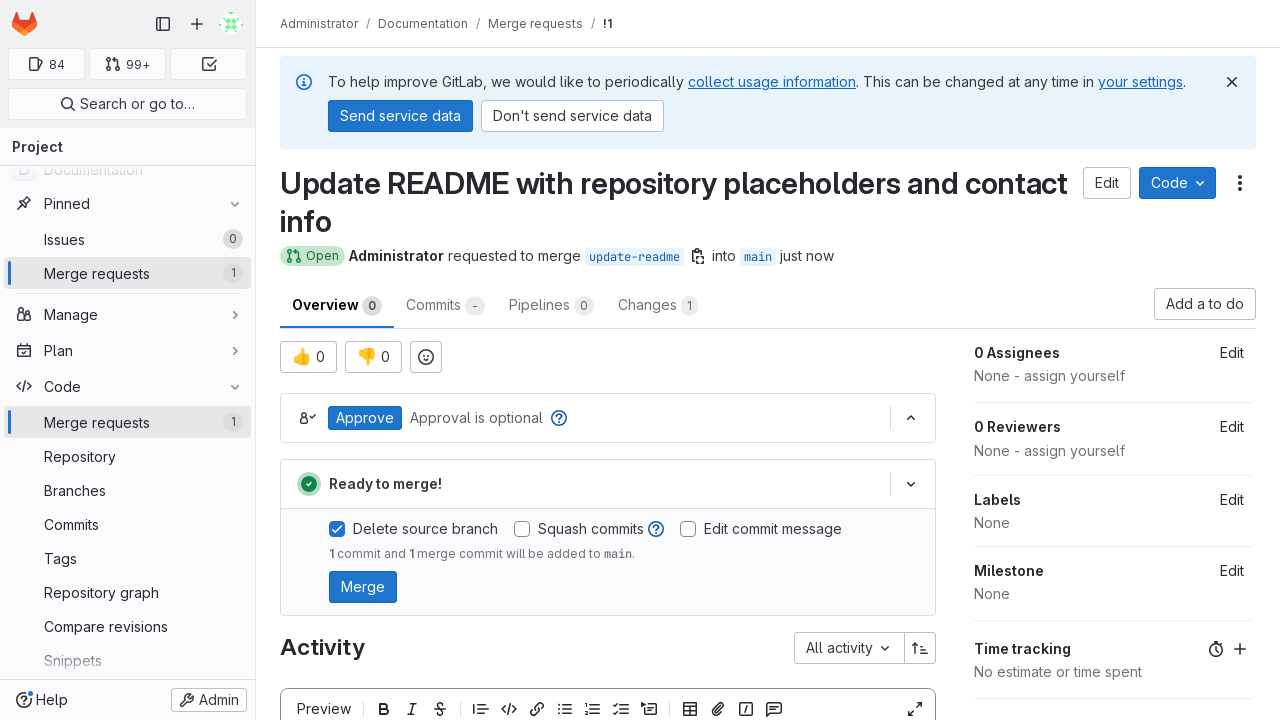 Administrator / Documentation / Merge requests / !1
84
99+
Search or go to…
Project
D Documentation
Pinned
Issues 0
Merge requests 1
Manage
Plan
Code
Merge requests 1
Repository
Branches
Commits
Tags
Repository graph
Compare revisions
Snippets
Help
Admin
To help improve GitLab, we would like to periodically collect usage information. This can be changed at any time in your settings.
Send service data Don't send service data
Update README with repository placeholders and contact
info
Edit Code
Open Administrator requested to merge update-readme into main just now
Overview 0 Commits - Pipelines 0 Changes 1
Add a to do
👍 0 👎 0
Approve Approval is optional
Ready to merge!
Delete source branch Squash commits Edit commit message
1 commit and 1 merge commit will be added to main.
Merge
Activity
All activity
Preview
0 Assignees Edit
None - assign yourself
0 Reviewers Edit
None - assign yourself
Labels Edit
None
Milestone Edit
None
Time tracking
No estimate or time spent